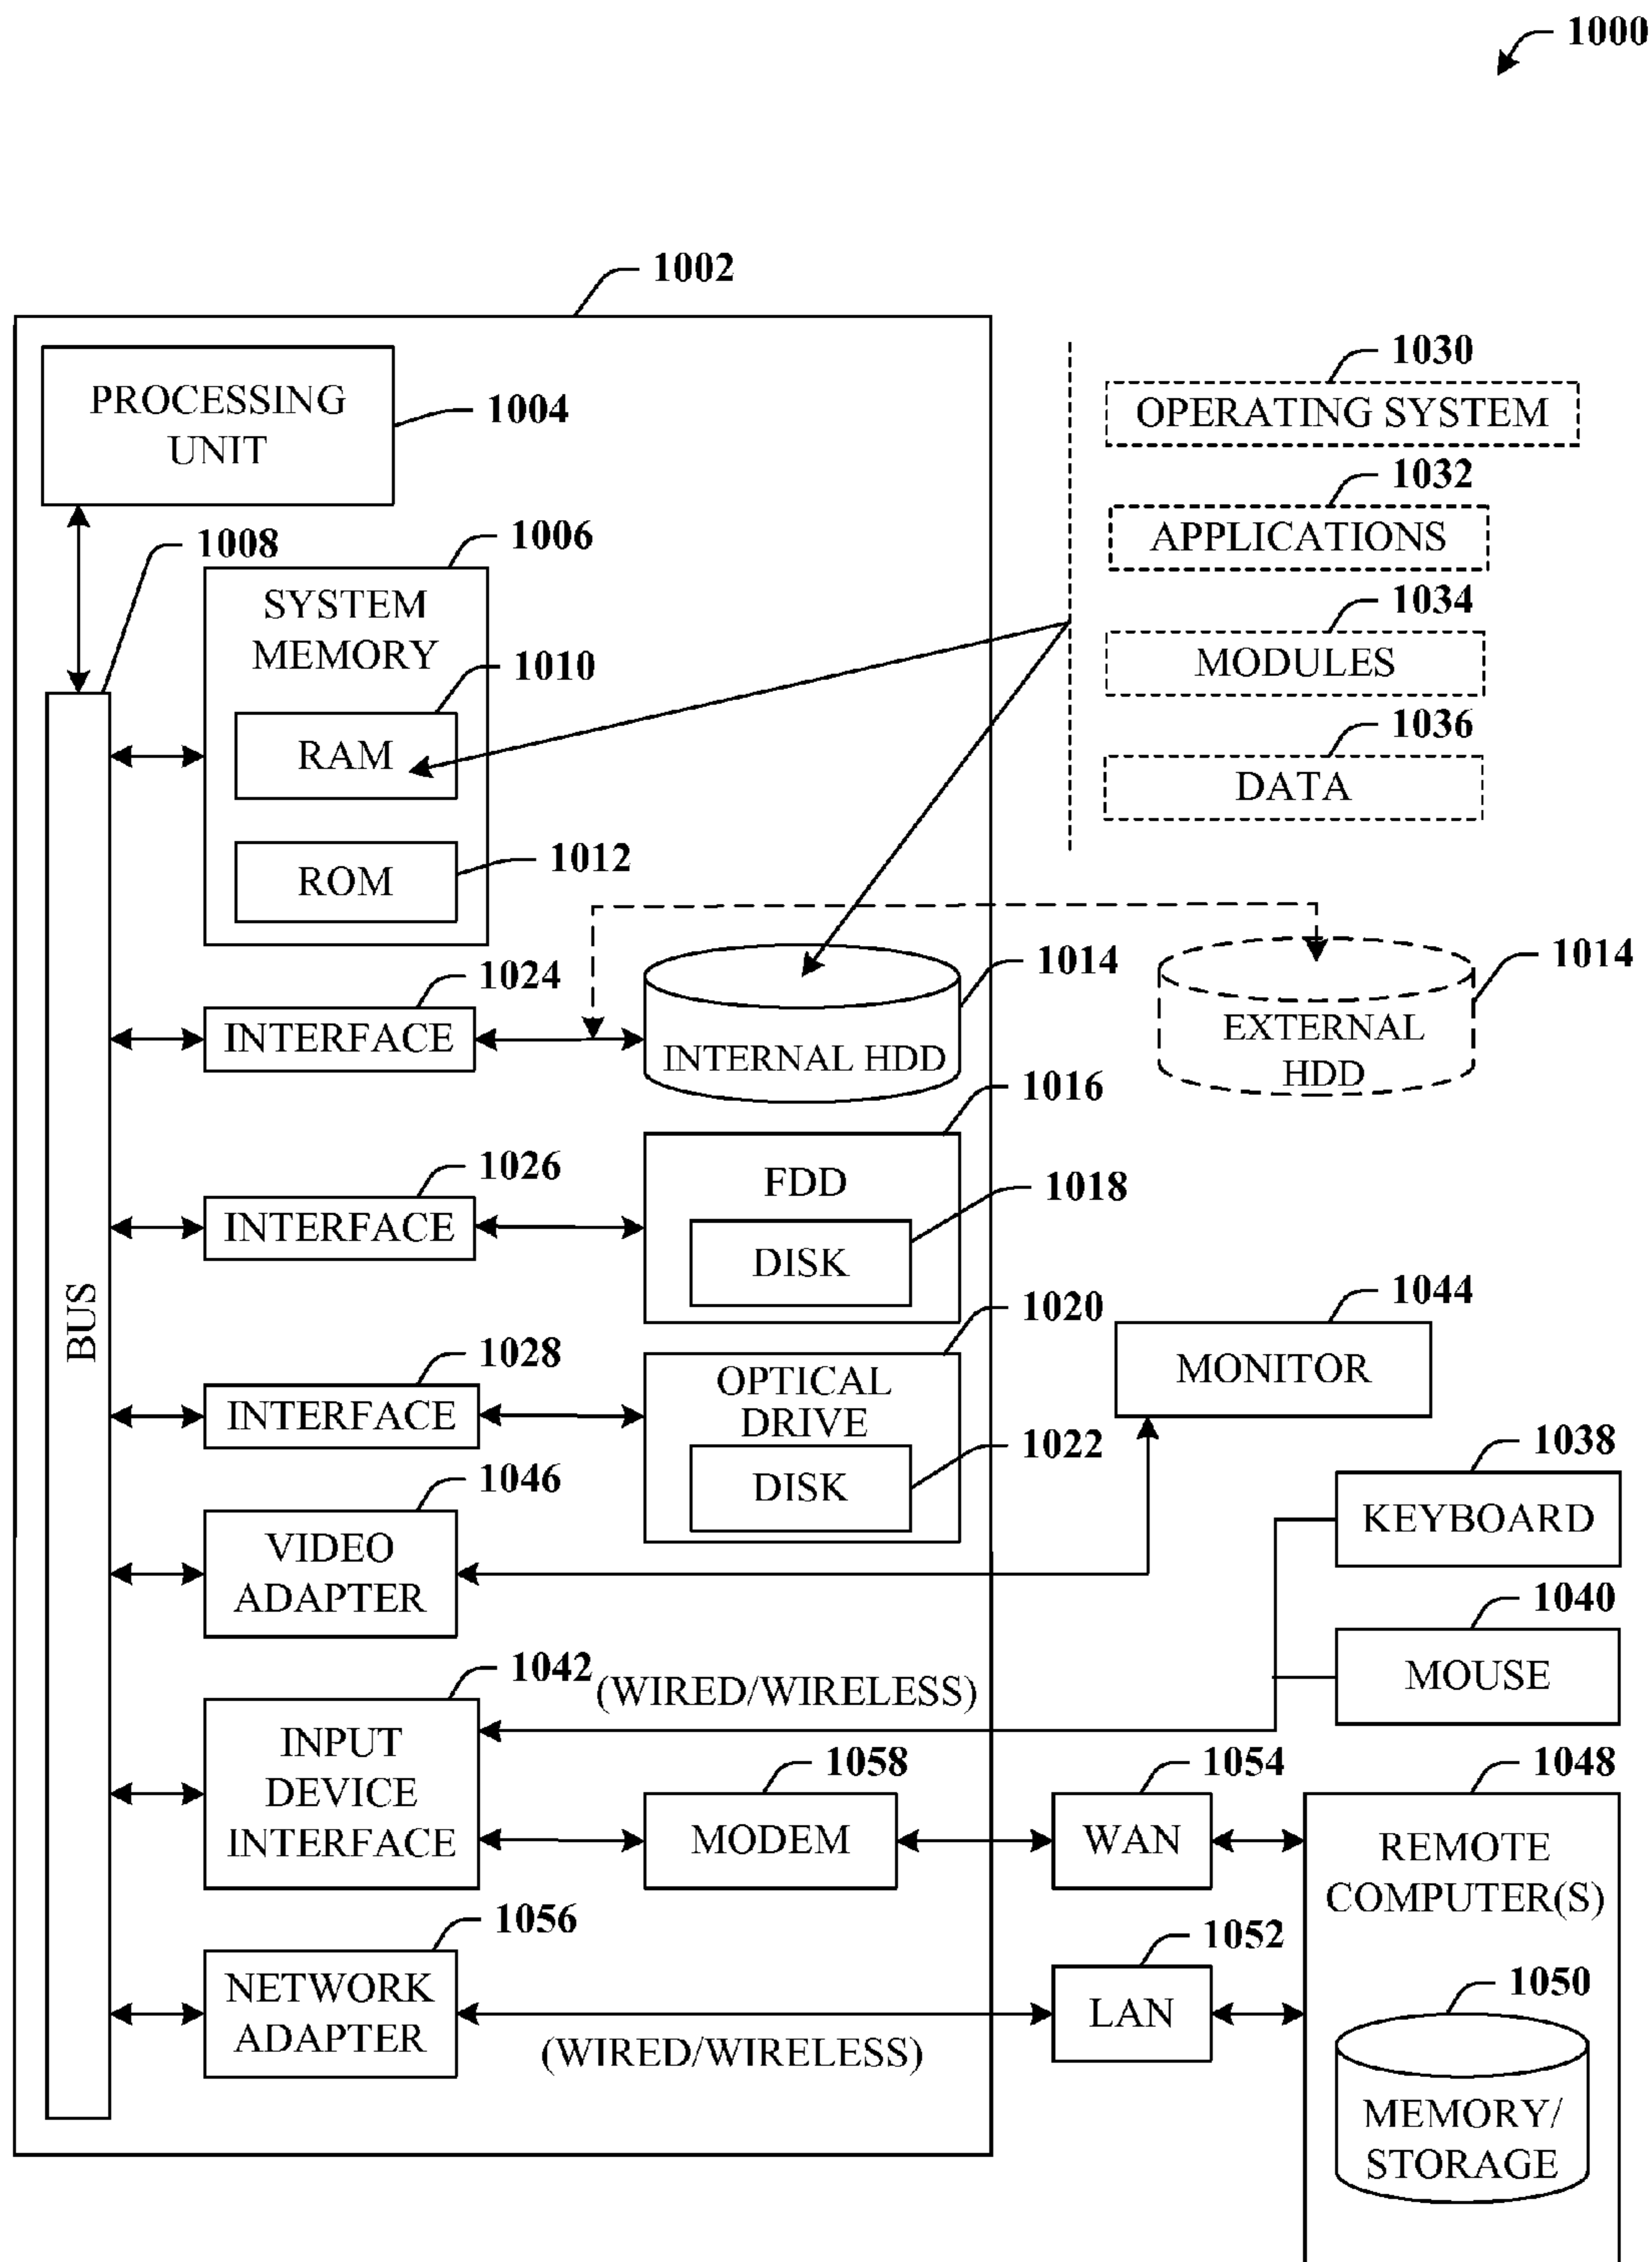 1000
1002
PROCESSING
UNIT
1004
1030
OPERATING SYSTEM
1032
APPLICATIONS
1034
MODULES
1036
DATA
1008
1006
SYSTEM
MEMORY
1010
RAM
1012
ROM
BUS
1024
INTERFACE
1014
INTERNAL HDD
1014
EXTERNAL
HDD
1026
INTERFACE
1016
FDD
1018
DISK
1028
INTERFACE
1020
OPTICAL
DRIVE
1022
DISK
1044
MONITOR
1046
VIDEO
ADAPTER
1038
KEYBOARD
1040
MOUSE
1042
(WIRED/WIRELESS)
INPUT
DEVICE
INTERFACE
1058
MODEM
1054
WAN
1048
REMOTE
COMPUTER(S)
1056
NETWORK
ADAPTER
(WIRED/WIRELESS)
1052
LAN
1050
MEMORY/
STORAGE